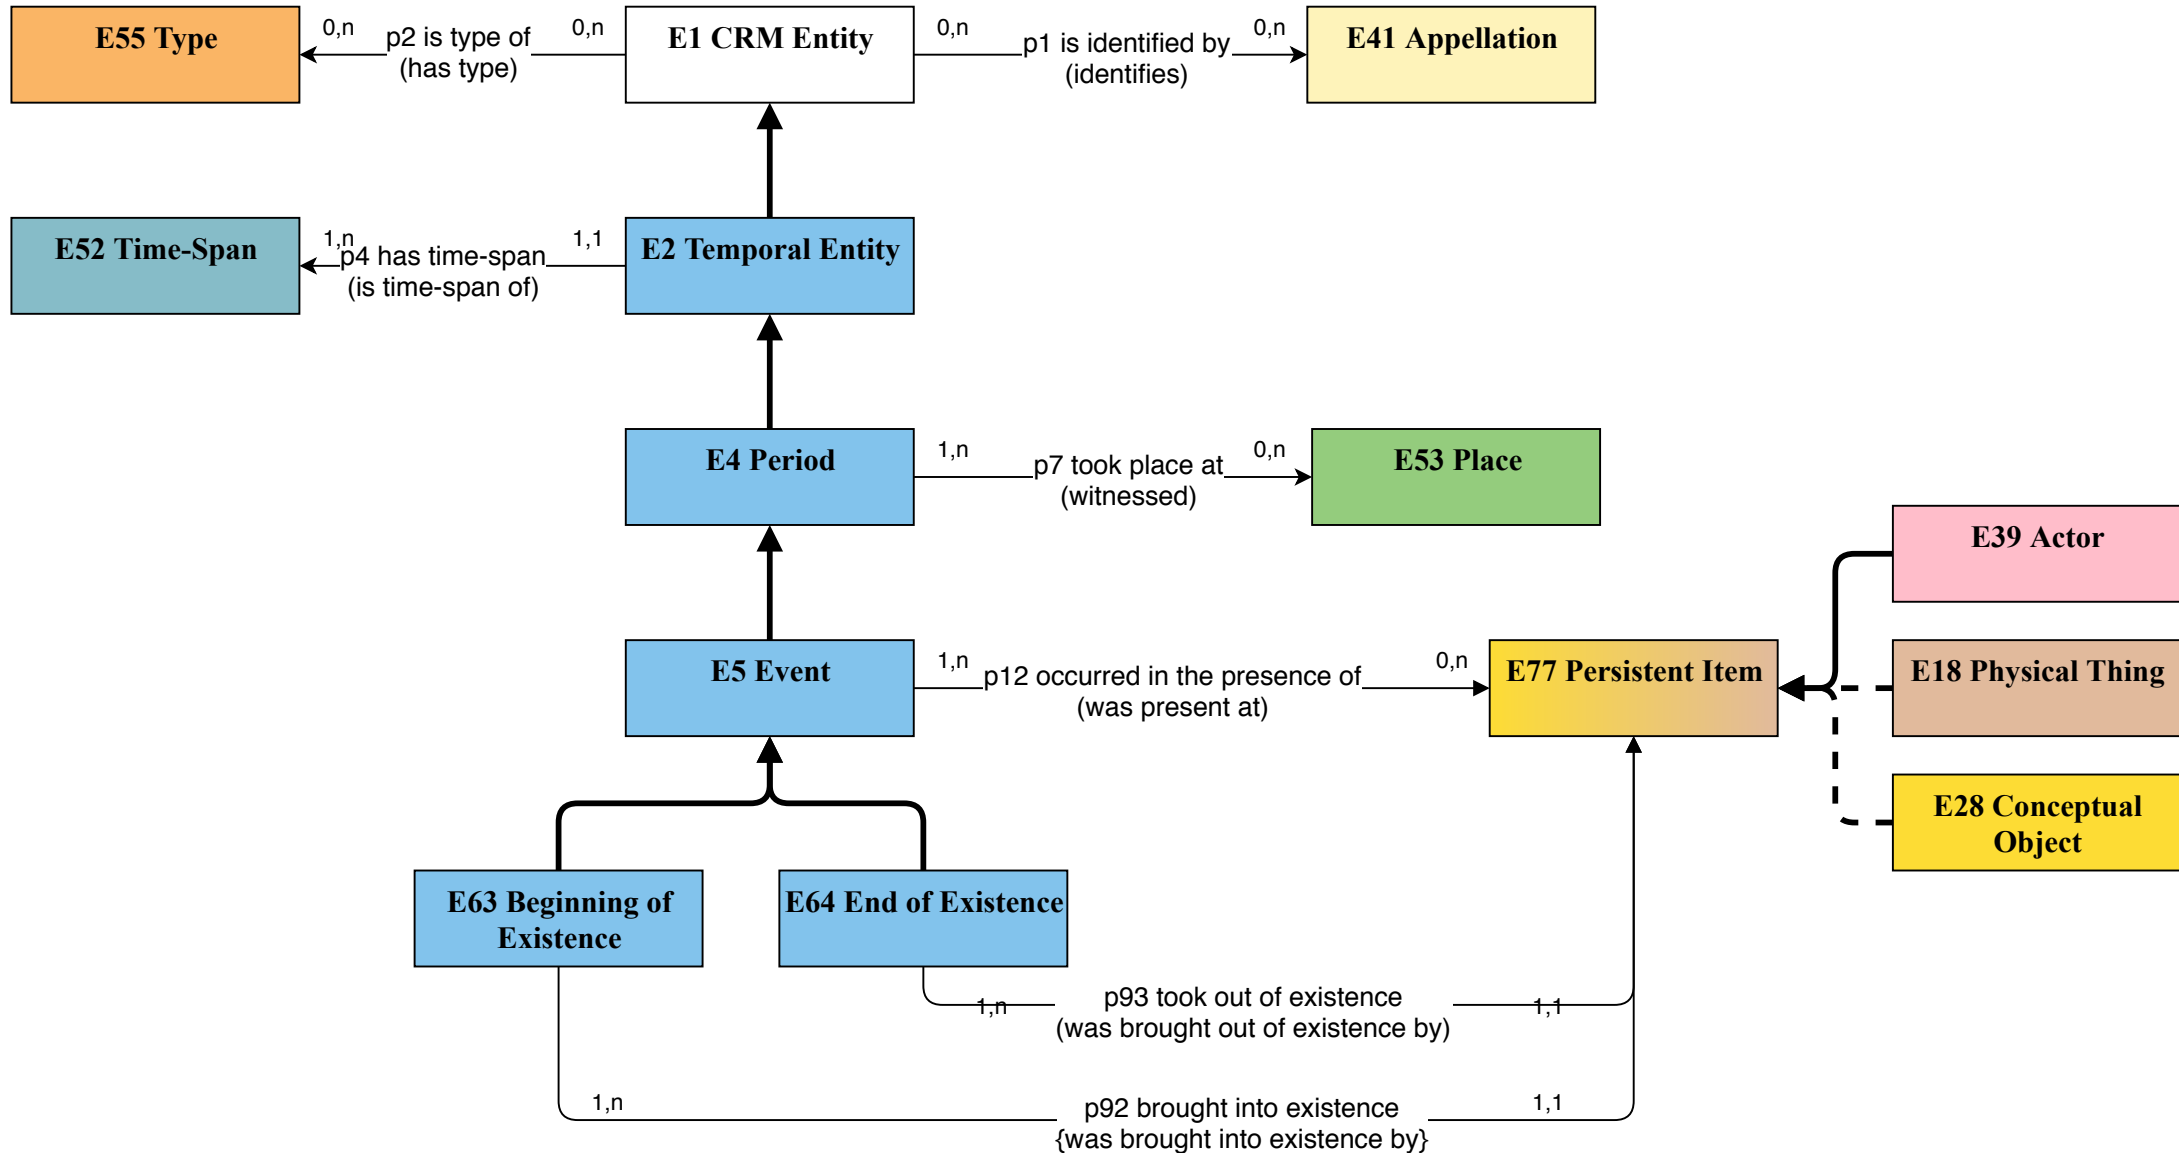 E55 Type
0,n
p2 is type of
(has type)
0,n
E1 CRM Entity
0,n
p1 is identified by
(identifies)
0,n
E41 Appellation
E52 Time-Span
1,n
p4 has time-span
(is time-span of)
1,1
E2 Temporal Entity
E4 Period
1,n
p7 took place at
(witnessed)
0,n
E53 Place
E39 Actor
E5 Event
1,n
p12 occurred in the presence of
(was present at)
0,n
E77 Persistent Item
E18 Physical Thing
E28 Conceptual
Object
E63 Beginning of
Existence
E64 End of Existence
1,n
p93 took out of existence
(was brought out of existence by)
1,1
1,n
p92 brought into existence
{was brought into existence by}
1,1